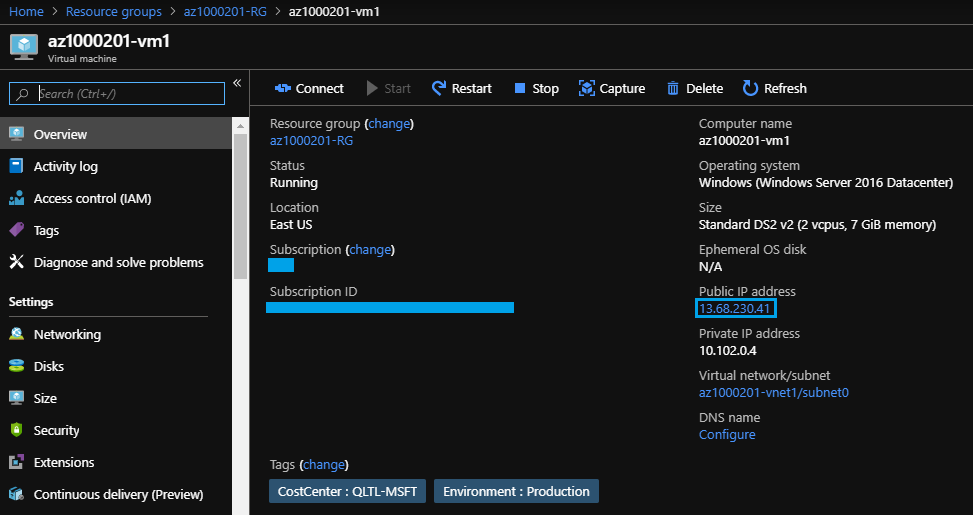 Home > Resource groups > az1000201-RG > az1000201-vm1
az1000201-vm1
Virtual machine
Search (Ctrl+/)
«
Overview
Activity log
Access control (IAM)
Tags
Diagnose and solve problems
Settings
Networking
Disks
Size
Security
Extensions
Continuous delivery (Preview)
Connect Start Restart Stop Capture Delete Refresh
Resource group (change)
az1000201-RG
Status
Running
Location
East US
Subscription (change)
Subscription ID
Computer name
az1000201-vm1
Operating system
Windows (Windows Server 2016 Datacenter)
Size
Standard DS2 v2 (2 vcpus, 7 GiB memory)
Ephemeral OS disk
N/A
Public IP address
13.68.230.41
Private IP address
10.102.0.4
Virtual network/subnet
az1000201-vnet1/subnet0
DNS name
Configure
Tags (change)
CostCenter : QLTL-MSFT Environment : Production